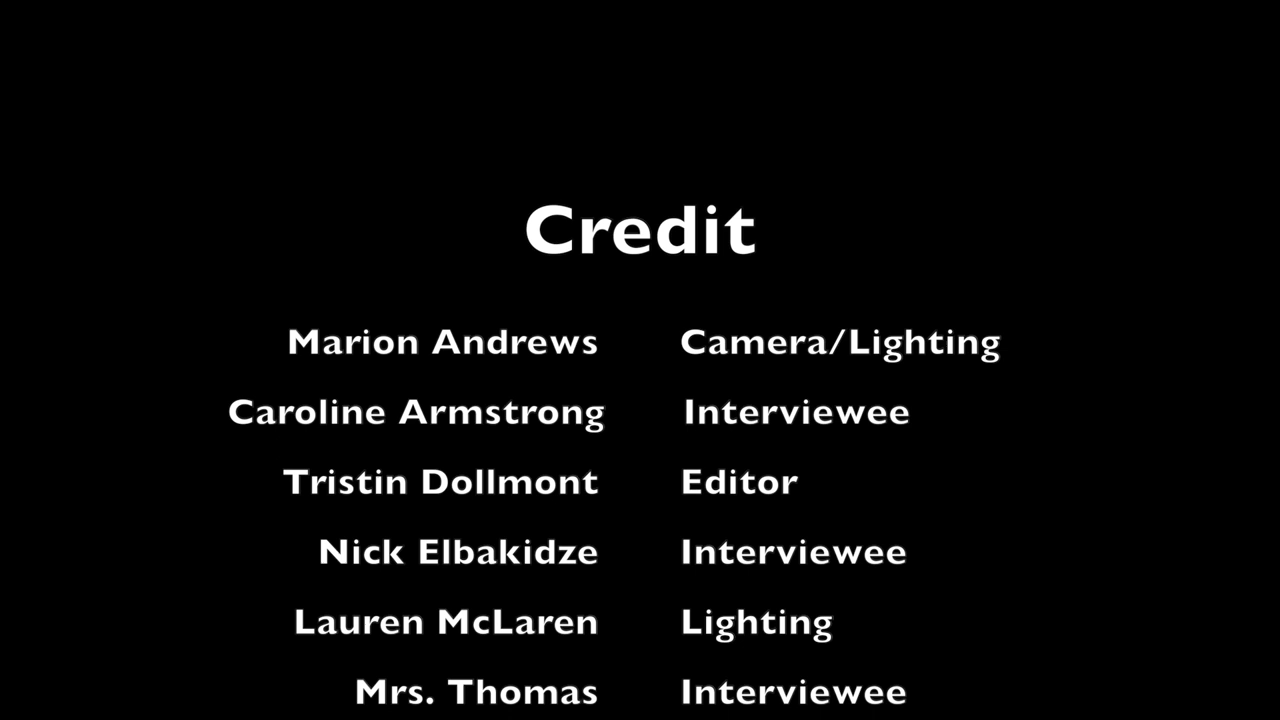 Credit
Marion Andrews Camera/Lighting
Caroline Armstrong Interviewee
Tristin Dollmont Editor
Nick Elbakidze Interviewee
Lauren McLaren Lighting
Mrs. Thomas Interviewee